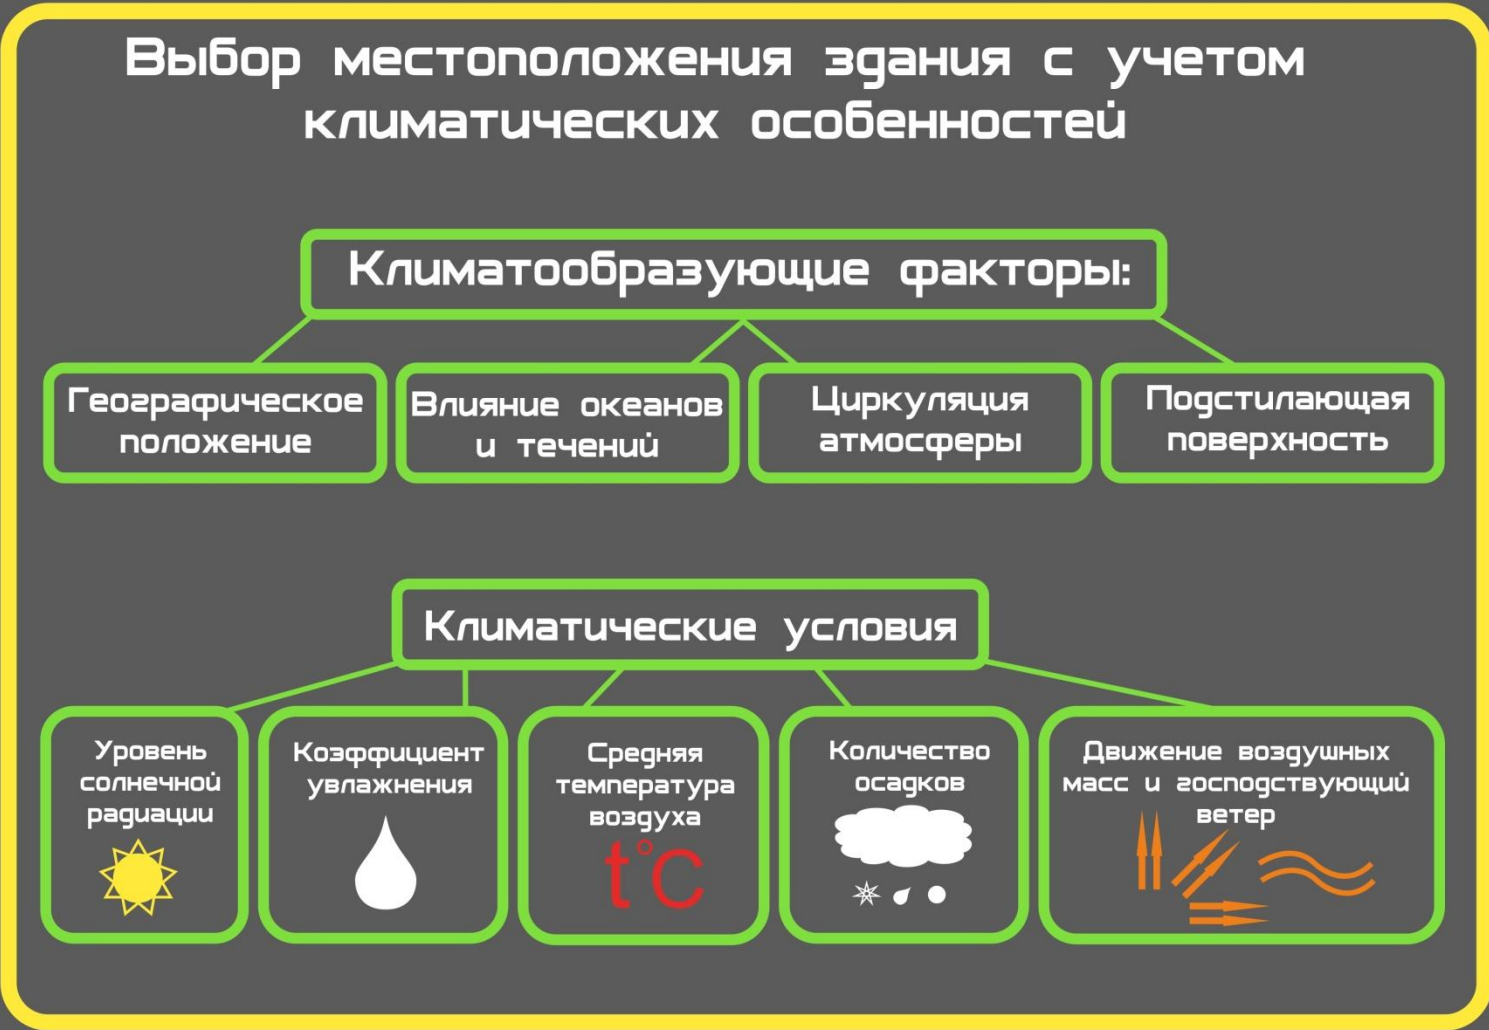 Выбор местоположения здания с учетом
климатических особенностей
Климатообразующие факторы:
Географическое
положение
Влияние океанов
и течений
Циркуляция
атмосферы
Подстилающая
поверхность
Климатические условия
Уровень
солнечной
радиации
Коэффициент
увлажнения
Средняя
температура
воздуха
t°C
Количество
осадков
Движение воздушных
масс и господствующий
ветер